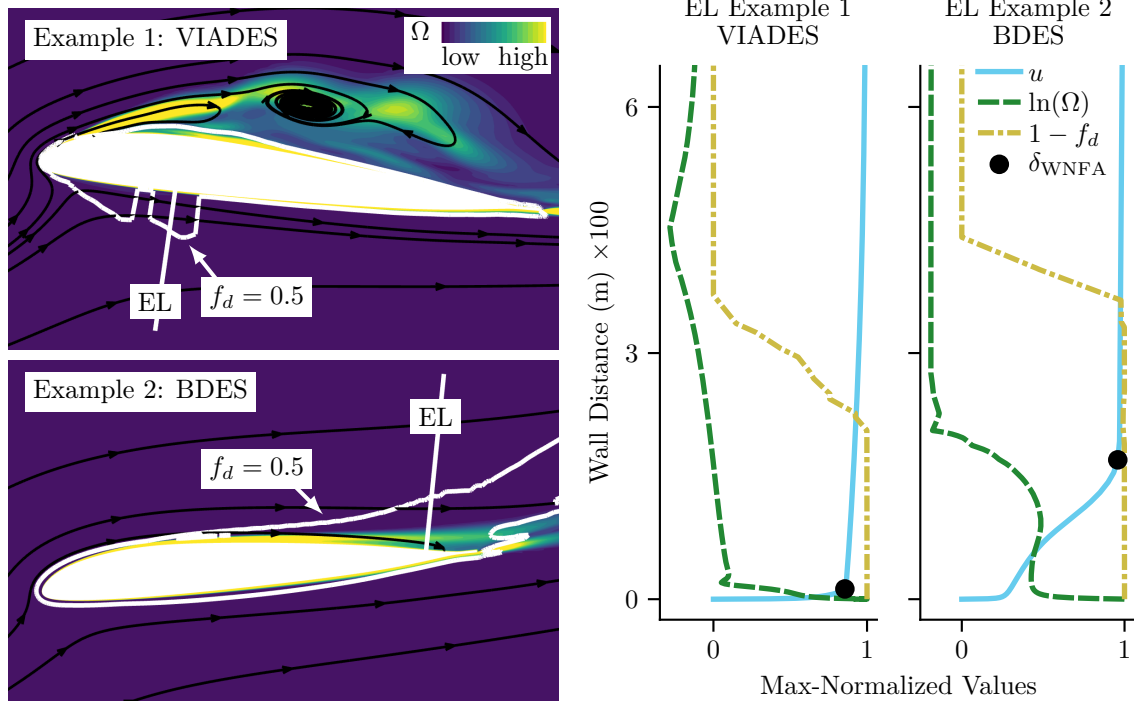 Example 1: VIADES
Ω
low high
EL
f_d = 0.5
Example 2: BDES
EL
f_d = 0.5
EL Example 1
VIADES
EL Example 2
BDES
u
ln(Ω)
1 − f_d
δ_WNFA
Wall Distance (m) ×100
6
3
0
0 1
0 1
Max-Normalized Values